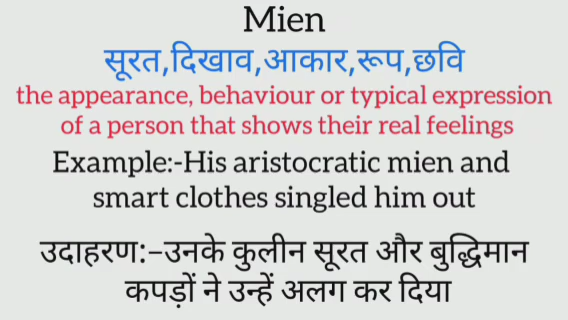 Mien
सूरत,दिखाव,आकार,रूप,छवि
the appearance, behaviour or typical expression
of a person that shows their real feelings
Example:-His aristocratic mien and
smart clothes singled him out
उदाहरण:–उनके कुलीन सूरत और बुद्धिमान
कपड़ों ने उन्हें अलग कर दिया